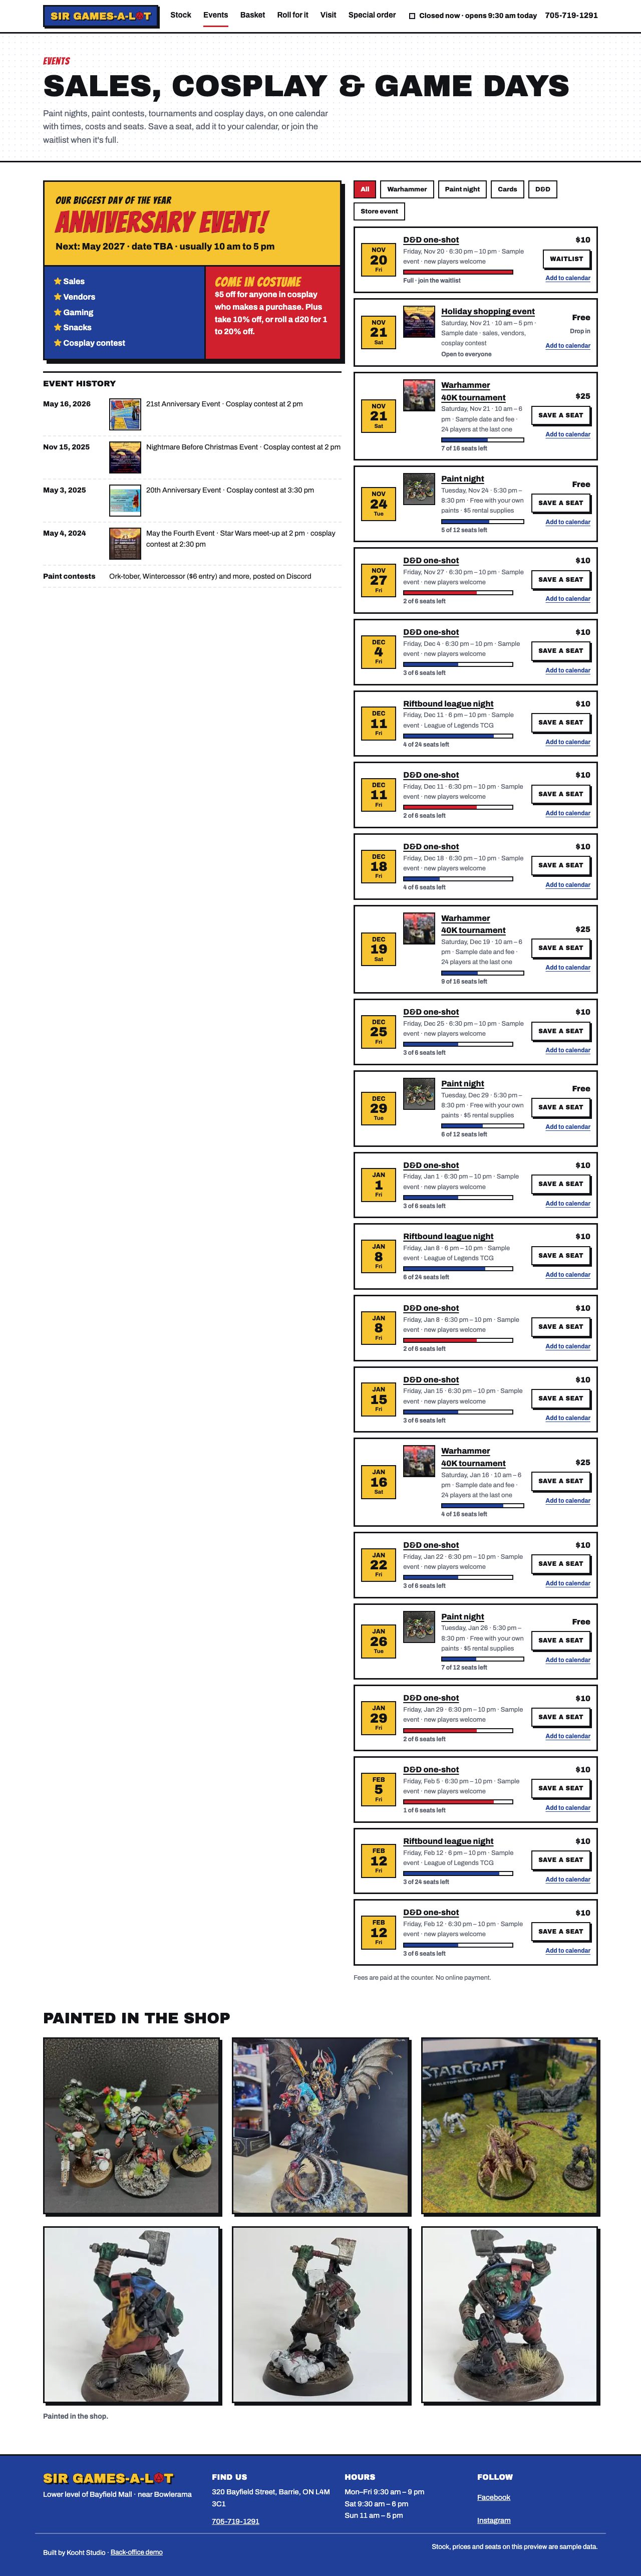 SIR GAMES-A-LOT
Stock
Events
Basket
Roll for it
Visit
Special order
Closed now · opens 9:30 am today
705-719-1291
EVENTS
SALES, COSPLAY & GAME DAYS
Paint nights, paint contests, tournaments and cosplay days, on one calendar
with times, costs and seats. Save a seat, add it to your calendar, or join the
waitlist when it's full.
OUR BIGGEST DAY OF THE YEAR
ANNIVERSARY EVENT!
Next: May 2027 · date TBA · usually 10 am to 5 pm
Sales
Vendors
Gaming
Snacks
Cosplay contest
COME IN COSTUME
$5 off for anyone in cosplay
who makes a purchase. Plus
take 10% off, or roll a d20 for 1
to 20% off.
EVENT HISTORY
May 16, 2026
21st Anniversary Event · Cosplay contest at 2 pm
Nov 15, 2025
Nightmare Before Christmas Event · Cosplay contest at 2 pm
May 3, 2025
20th Anniversary Event · Cosplay contest at 3:30 pm
May 4, 2024
May the Fourth Event · Star Wars meet-up at 2 pm · cosplay
contest at 2:30 pm
Paint contests
Ork-tober, Wintercessor ($6 entry) and more, posted on Discord
All
Warhammer
Paint night
Cards
D&D
Store event
NOV
20
Fri
D&D one-shot
Friday, Nov 20 · 6:30 pm – 10 pm · Sample
event · new players welcome
Full · join the waitlist
$10
WAITLIST
Add to calendar
NOV
21
Sat
Holiday shopping event
Saturday, Nov 21 · 10 am – 5 pm ·
Sample date · sales, vendors,
cosplay contest
Open to everyone
Free
Drop in
Add to calendar
NOV
21
Sat
Warhammer
40K tournament
Saturday, Nov 21 · 10 am – 6
pm · Sample date and fee ·
24 players at the last one
7 of 16 seats left
$25
SAVE A SEAT
Add to calendar
NOV
24
Tue
Paint night
Tuesday, Nov 24 · 5:30 pm –
8:30 pm · Free with your own
paints · $5 rental supplies
5 of 12 seats left
Free
SAVE A SEAT
Add to calendar
NOV
27
Fri
D&D one-shot
Friday, Nov 27 · 6:30 pm – 10 pm · Sample
event · new players welcome
2 of 6 seats left
$10
SAVE A SEAT
Add to calendar
DEC
4
Fri
D&D one-shot
Friday, Dec 4 · 6:30 pm – 10 pm · Sample
event · new players welcome
3 of 6 seats left
$10
SAVE A SEAT
Add to calendar
DEC
11
Fri
Riftbound league night
Friday, Dec 11 · 6 pm – 10 pm · Sample
event · League of Legends TCG
4 of 24 seats left
$10
SAVE A SEAT
Add to calendar
DEC
11
Fri
D&D one-shot
Friday, Dec 11 · 6:30 pm – 10 pm · Sample
event · new players welcome
2 of 6 seats left
$10
SAVE A SEAT
Add to calendar
DEC
18
Fri
D&D one-shot
Friday, Dec 18 · 6:30 pm – 10 pm · Sample
event · new players welcome
4 of 6 seats left
$10
SAVE A SEAT
Add to calendar
DEC
19
Sat
Warhammer
40K tournament
Saturday, Dec 19 · 10 am – 6
pm · Sample date and fee ·
24 players at the last one
9 of 16 seats left
$25
SAVE A SEAT
Add to calendar
DEC
25
Fri
D&D one-shot
Friday, Dec 25 · 6:30 pm – 10 pm · Sample
event · new players welcome
3 of 6 seats left
$10
SAVE A SEAT
Add to calendar
DEC
29
Tue
Paint night
Tuesday, Dec 29 · 5:30 pm –
8:30 pm · Free with your own
paints · $5 rental supplies
6 of 12 seats left
Free
SAVE A SEAT
Add to calendar
JAN
1
Fri
D&D one-shot
Friday, Jan 1 · 6:30 pm – 10 pm · Sample
event · new players welcome
3 of 6 seats left
$10
SAVE A SEAT
Add to calendar
JAN
8
Fri
Riftbound league night
Friday, Jan 8 · 6 pm – 10 pm · Sample
event · League of Legends TCG
6 of 24 seats left
$10
SAVE A SEAT
Add to calendar
JAN
8
Fri
D&D one-shot
Friday, Jan 8 · 6:30 pm – 10 pm · Sample
event · new players welcome
2 of 6 seats left
$10
SAVE A SEAT
Add to calendar
JAN
15
Fri
D&D one-shot
Friday, Jan 15 · 6:30 pm – 10 pm · Sample
event · new players welcome
3 of 6 seats left
$10
SAVE A SEAT
Add to calendar
JAN
16
Sat
Warhammer
40K tournament
Saturday, Jan 16 · 10 am – 6
pm · Sample date and fee ·
24 players at the last one
4 of 16 seats left
$25
SAVE A SEAT
Add to calendar
JAN
22
Fri
D&D one-shot
Friday, Jan 22 · 6:30 pm – 10 pm · Sample
event · new players welcome
3 of 6 seats left
$10
SAVE A SEAT
Add to calendar
JAN
26
Tue
Paint night
Tuesday, Jan 26 · 5:30 pm –
8:30 pm · Free with your own
paints · $5 rental supplies
7 of 12 seats left
Free
SAVE A SEAT
Add to calendar
JAN
29
Fri
D&D one-shot
Friday, Jan 29 · 6:30 pm – 10 pm · Sample
event · new players welcome
2 of 6 seats left
$10
SAVE A SEAT
Add to calendar
FEB
5
Fri
D&D one-shot
Friday, Feb 5 · 6:30 pm – 10 pm · Sample
event · new players welcome
1 of 6 seats left
$10
SAVE A SEAT
Add to calendar
FEB
12
Fri
Riftbound league night
Friday, Feb 12 · 6 pm – 10 pm · Sample
event · League of Legends TCG
3 of 24 seats left
$10
SAVE A SEAT
Add to calendar
FEB
12
Fri
D&D one-shot
Friday, Feb 12 · 6:30 pm – 10 pm · Sample
event · new players welcome
3 of 6 seats left
$10
SAVE A SEAT
Add to calendar
Fees are paid at the counter. No online payment.
PAINTED IN THE SHOP
STARCRAFT
TABLETOP MINIATURES GAME
Painted in the shop.
SIR GAMES-A-LOT
Lower level of Bayfield Mall · near Bowlerama
FIND US
320 Bayfield Street, Barrie, ON L4M
3C1
705-719-1291
HOURS
Mon–Fri 9:30 am – 9 pm
Sat 9:30 am – 6 pm
Sun 11 am – 5 pm
FOLLOW
Facebook
Instagram
Built by Kooht Studio · Back-office demo
Stock, prices and seats on this preview are sample data.